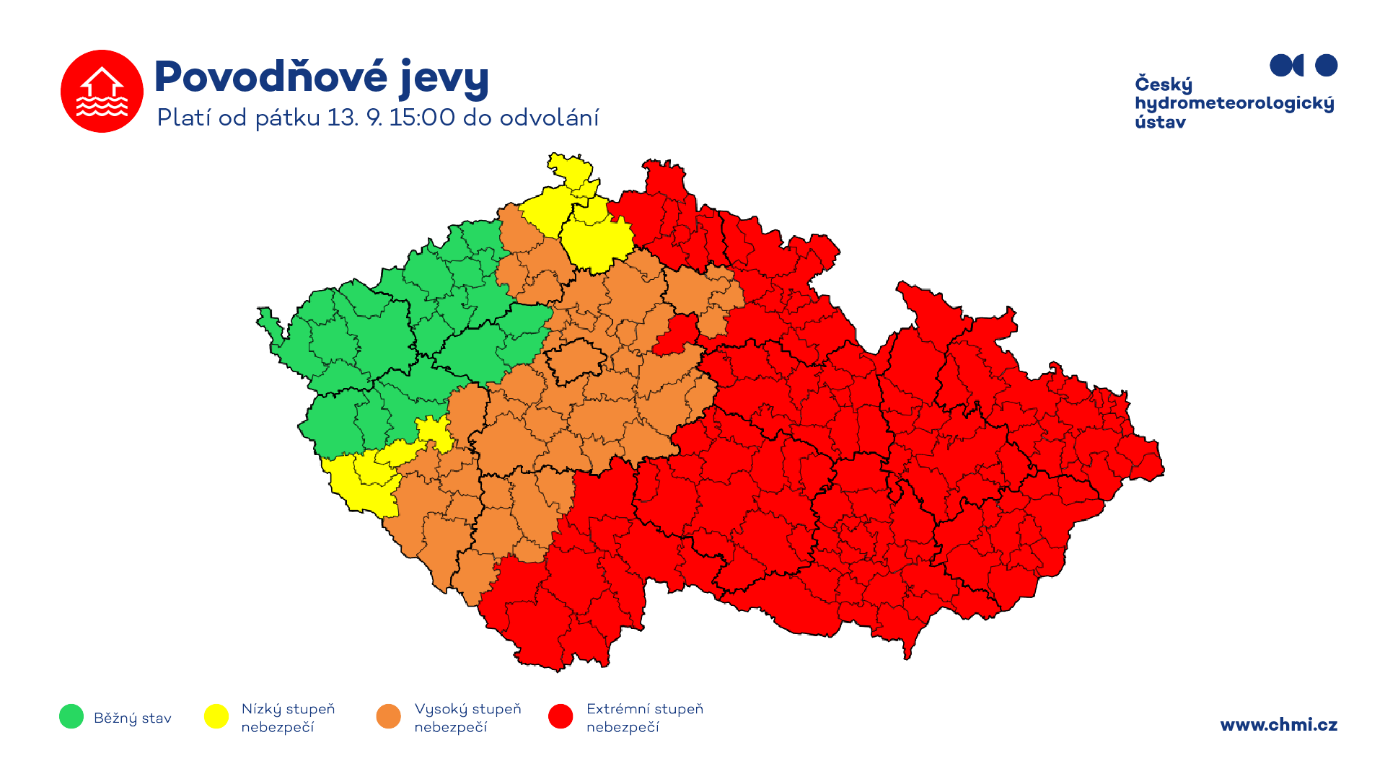 Povodňové jevy
Platí od pátku 13. 9. 15:00 do odvolání
Český
hydrometeorologický
ústav
Běžný stav
Nízký stupeň
nebezpečí
Vysoký stupeň
nebezpečí
Extrémní stupeň
nebezpečí
www.chmi.cz